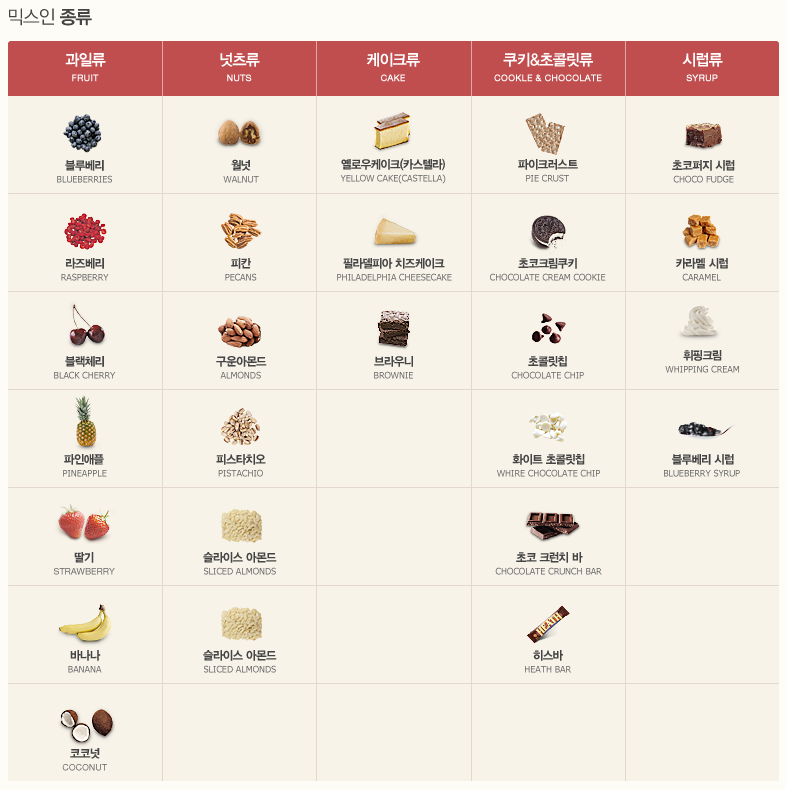 믹스인 종류
과일류 넛츠류 케이크류 쿠키&초콜릿류 시럽류
FRUIT NUTS CAKE COOKLE & CHOCOLATE SYRUP
블루베리 월넛 옐로우케이크(카스텔라) 파이크러스트 초코퍼지 시럽
BLUEBERRIES WALNUT YELLOW CAKE(CASTELLA) PIE CRUST CHOCO FUDGE
라즈베리 피칸 필라델피아 치즈케이크 초코크림쿠키 카라멜 시럽
RASPBERRY PECANS PHILADELPHIA CHEESECAKE CHOCOLATE CREAM COOKIE CARAMEL
블랙체리 구운아몬드 브라우니 초콜릿칩 휘핑크림
BLACK CHERRY ALMONDS BROWNIE CHOCOLATE CHIP WHIPPING CREAM
파인애플 피스타치오 화이트 초콜릿칩 블루베리 시럽
PINEAPPLE PISTACHIO WHIRE CHOCOLATE CHIP BLUEBERRY SYRUP
딸기 슬라이스 아몬드 초코 크런치 바
STRAWBERRY SLICED ALMONDS CHOCOLATE CRUNCH BAR
HEATH
바나나 슬라이스 아몬드 히스바
BANANA SLICED ALMONDS HEATH BAR
코코넛
COCONUT